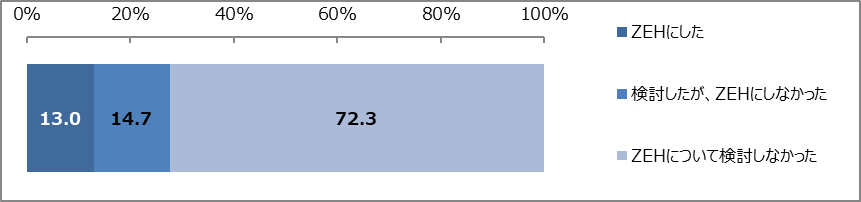 0% 20% 40% 60% 80% 100%
ZEHにした
検討したが、ZEHにしなかった
ZEHについて検討しなかった
13.0 14.7 72.3